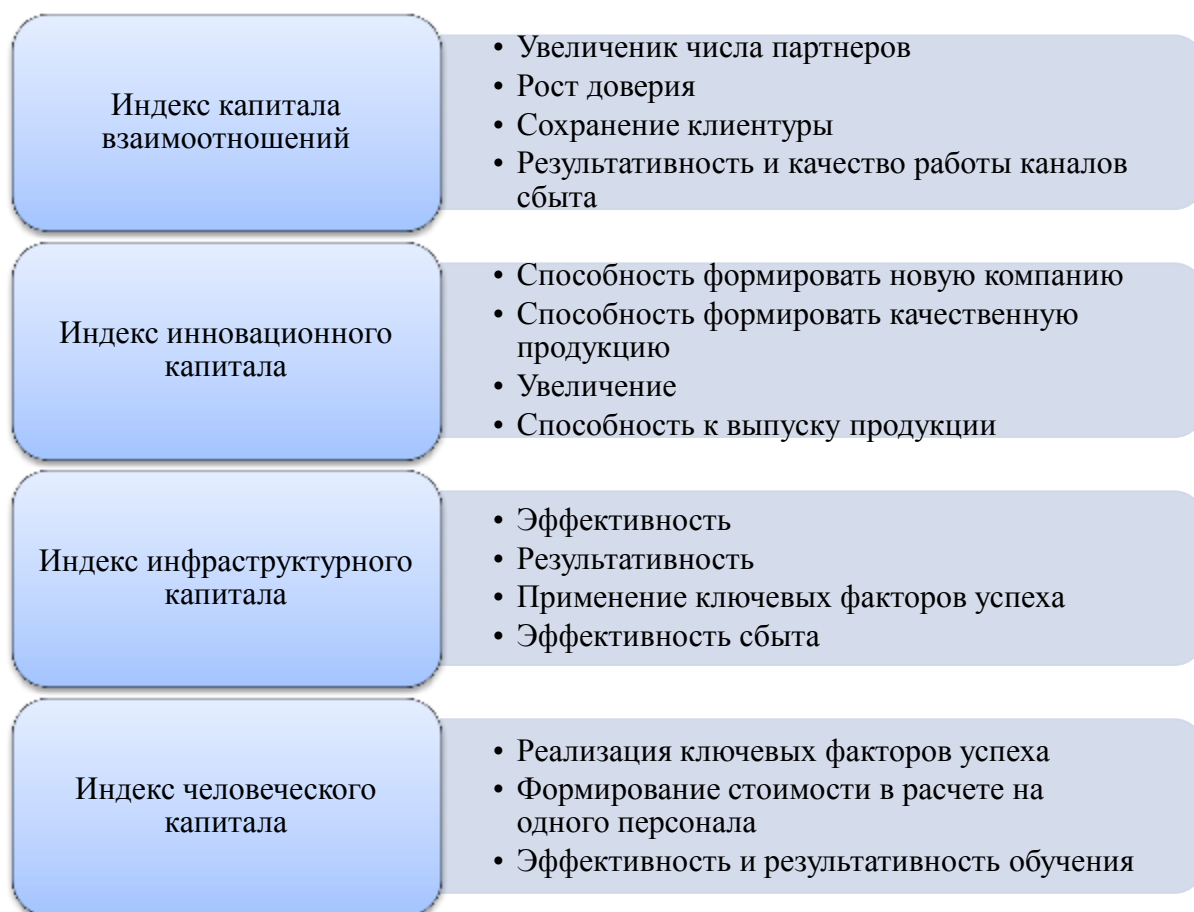 Индекс капитала
взаимоотношений
• Увеличеник числа партнеров
• Рост доверия
• Сохранение клиентуры
• Результативность и качество работы каналов
сбыта
Индекс инновационного
капитала
• Способность формировать новую компанию
• Способность формировать качественную
продукцию
• Увеличение
• Способность к выпуску продукции
Индекс инфраструктурного
капитала
• Эффективность
• Результативность
• Применение ключевых факторов успеха
• Эффективность сбыта
Индекс человеческого
капитала
• Реализация ключевых факторов успеха
• Формирование стоимости в расчете на
одного персонала
• Эффективность и результативность обучения